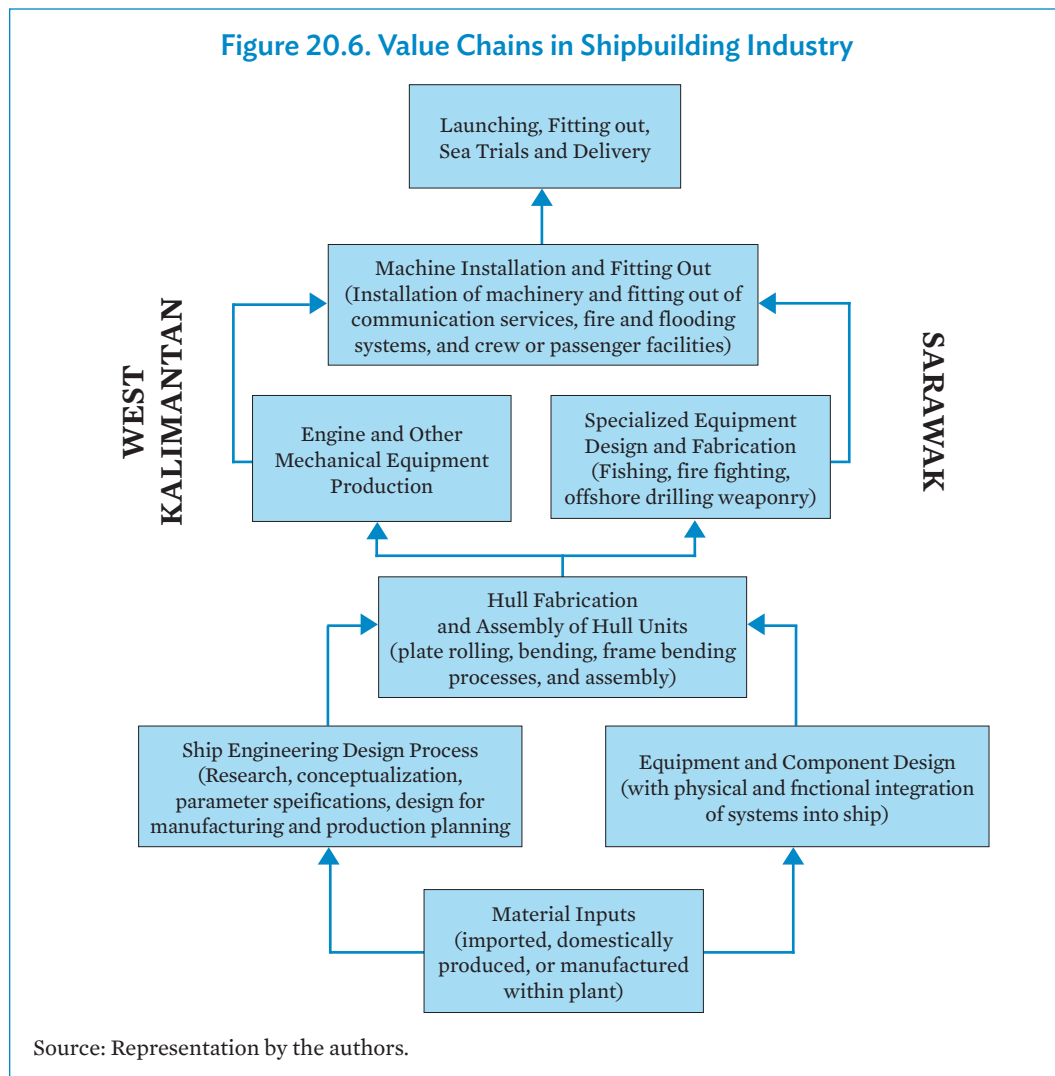 Figure 20.6. Value Chains in Shipbuilding Industry
Launching, Fitting out,
Sea Trials and Delivery
Machine Installation and Fitting Out
(Installation of machinery and fitting out of
communication services, fire and flooding
systems, and crew or passenger facilities)
WEST
KALIMANTAN
SARAWAK
Engine and Other
Mechanical Equipment
Production
Specialized Equipment
Design and Fabrication
(Fishing, fire fighting,
offshore drilling weaponry)
Hull Fabrication
and Assembly of Hull Units
(plate rolling, bending, frame bending
processes, and assembly)
Ship Engineering Design Process
(Research, conceptualization,
parameter speifications, design for
manufacturing and production planning
Equipment and Component Design
(with physical and fnctional integration
of systems into ship)
Material Inputs
(imported, domestically
produced, or manufactured
within plant)
Source: Representation by the authors.